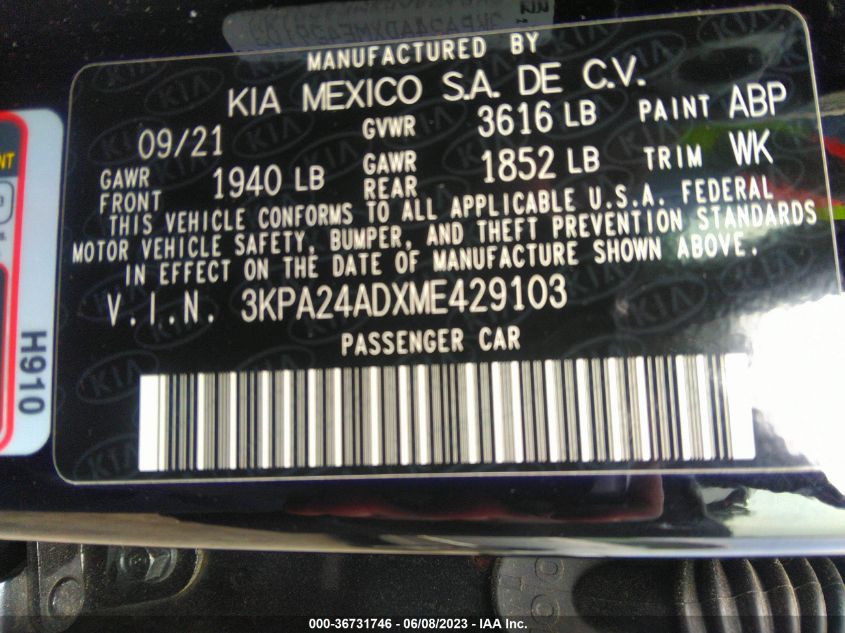 MANUFACTURED BY
KIA MEXICO S.A. DE C.V.
09/21 GVWR 3616 LB PAINT ABP
GAWR FRONT 1940 LB GAWR REAR 1852 LB TRIM WK
THIS VEHICLE CONFORMS TO ALL APPLICABLE U.S.A. FEDERAL
MOTOR VEHICLE SAFETY, BUMPER, AND THEFT PREVENTION STANDARDS
IN EFFECT ON THE DATE OF MANUFACTURE SHOWN ABOVE.
V.I.N. 3KPA24ADXME429103
PASSENGER CAR
H910
000-36731746 - 06/08/2023 - IAA Inc.